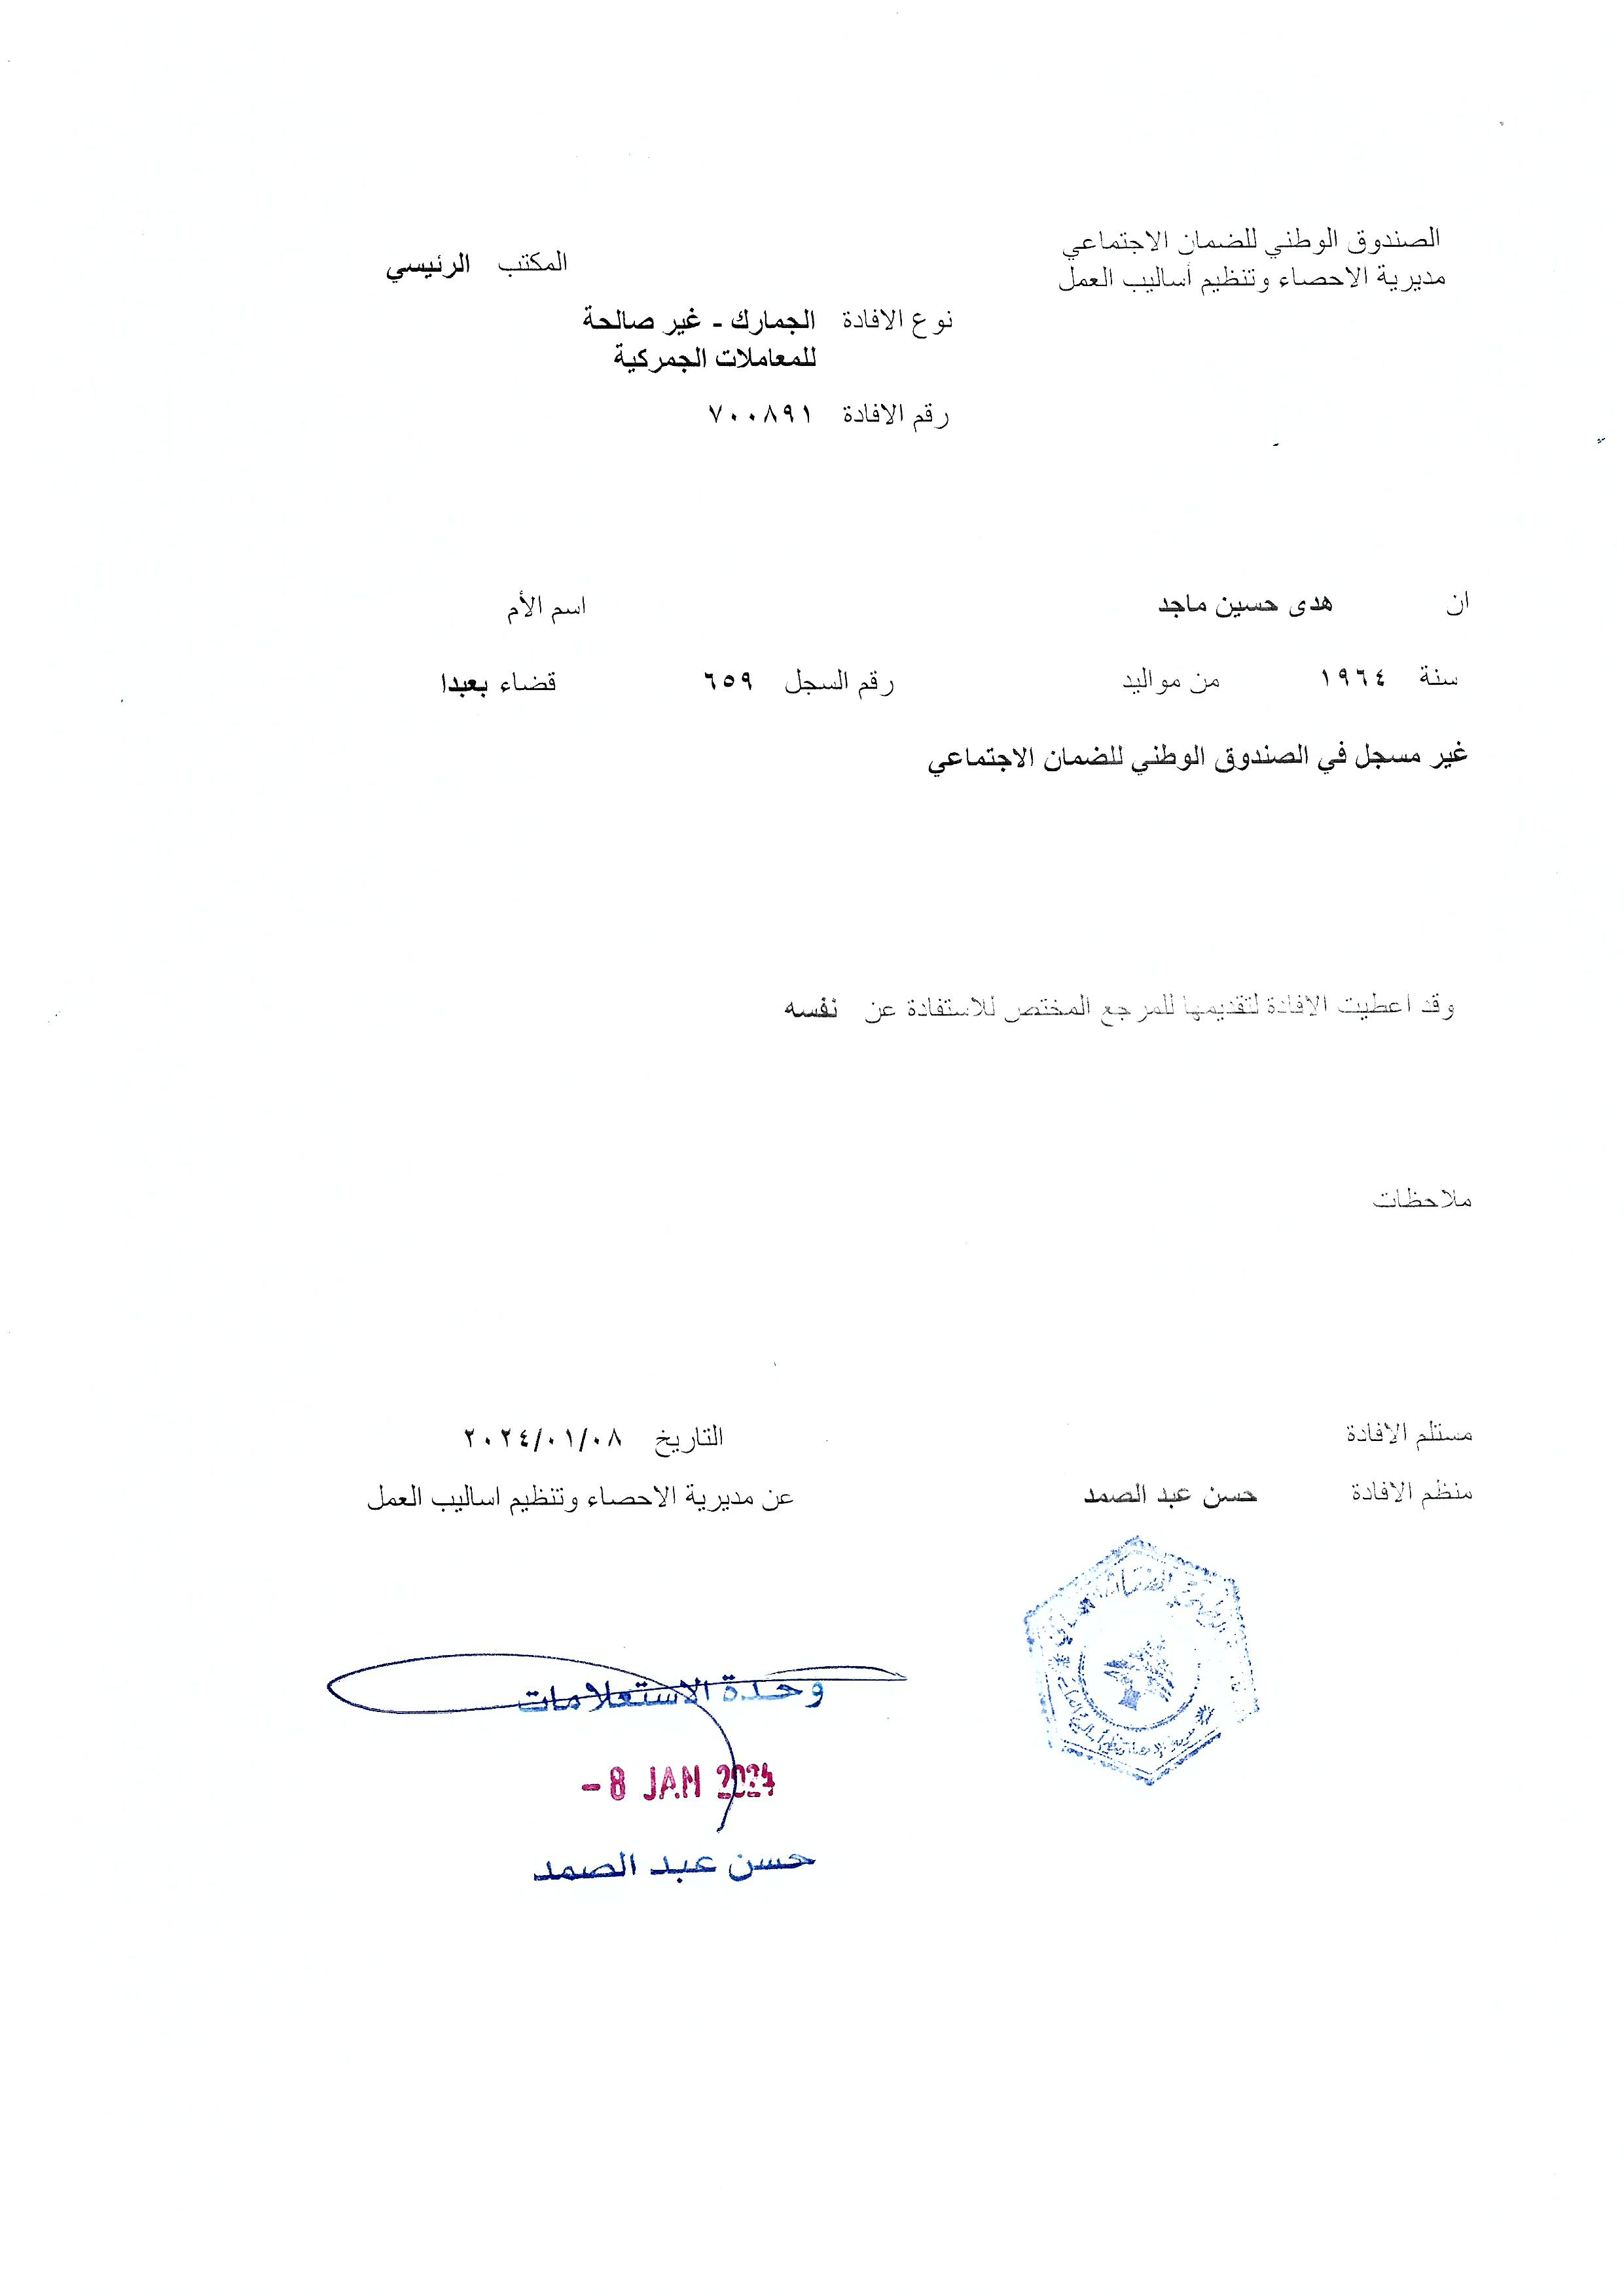 الصندوق الوطني للضمان الاجتماعي
مديرية الاحصاء وتنظيم أساليب العمل
المكتب الرئيسي
نوع الافادة الجمارك - غير صالحة
للمعاملات الجمركية
رقم الافادة ٧٠٠٨٩١
ان هدى حسين ماجد اسم الأم
سنة ١٩٦٤ من مواليد رقم السجل ٦٥٩ قضاء بعبدا
غير مسجل في الصندوق الوطني للضمان الاجتماعي
وقد اعطيت الافادة لتقديمها للمرجع المختص للاستفادة عن نفسه
ملاحظات
مستلم الافادة التاريخ ٢٠٢٤/٠١/٠٨
منظم الافادة حسن عبد الصمد عن مديرية الاحصاء وتنظيم اساليب العمل
وحدة الاستعلامات
-8 JAN 2024
حسن عبد الصمد